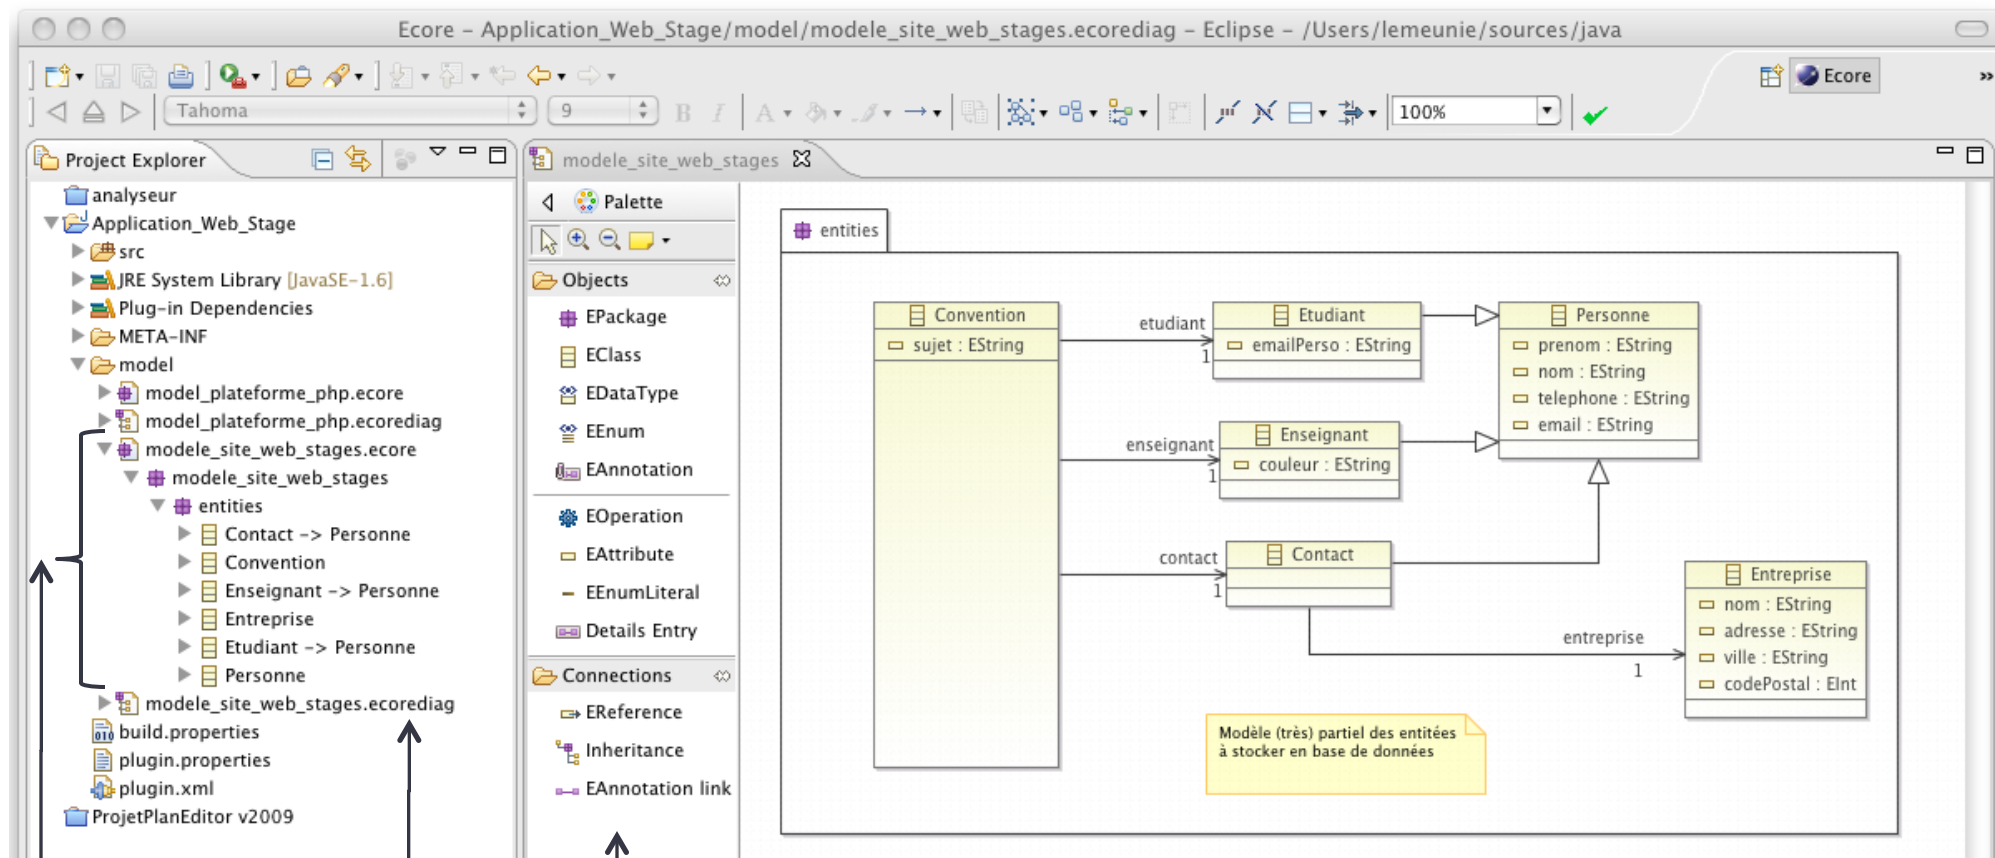 Ecore – Application_Web_Stage/model/modele_site_web_stages.ecorediag – Eclipse – /Users/lemeunie/sources/java
Ecore
»
Tahoma
9
B
I
A
100%
Project Explorer
analyseur
Application_Web_Stage
src
JRE System Library [JavaSE-1.6]
Plug-in Dependencies
META-INF
model
model_plateforme_php.ecore
model_plateforme_php.ecorediag
modele_site_web_stages.ecore
modele_site_web_stages
entities
Contact -> Personne
Convention
Enseignant -> Personne
Entreprise
Etudiant -> Personne
Personne
modele_site_web_stages.ecorediag
build.properties
plugin.properties
plugin.xml
ProjetPlanEditor v2009
modele_site_web_stages
Palette
Objects
EPackage
EClass
EDataType
EEnum
EAnnotation
EOperation
EAttribute
EEnumLiteral
Details Entry
Connections
EReference
Inheritance
EAnnotation link
entities
Convention
sujet : EString
etudiant
1
Etudiant
emailPerso : EString
Personne
prenom : EString
nom : EString
telephone : EString
email : EString
enseignant
1
Enseignant
couleur : EString
contact
1
Contact
entreprise
1
Entreprise
nom : EString
adresse : EString
ville : EString
codePostal : EInt
Modèle (très) partiel des entitées
à stocker en base de données